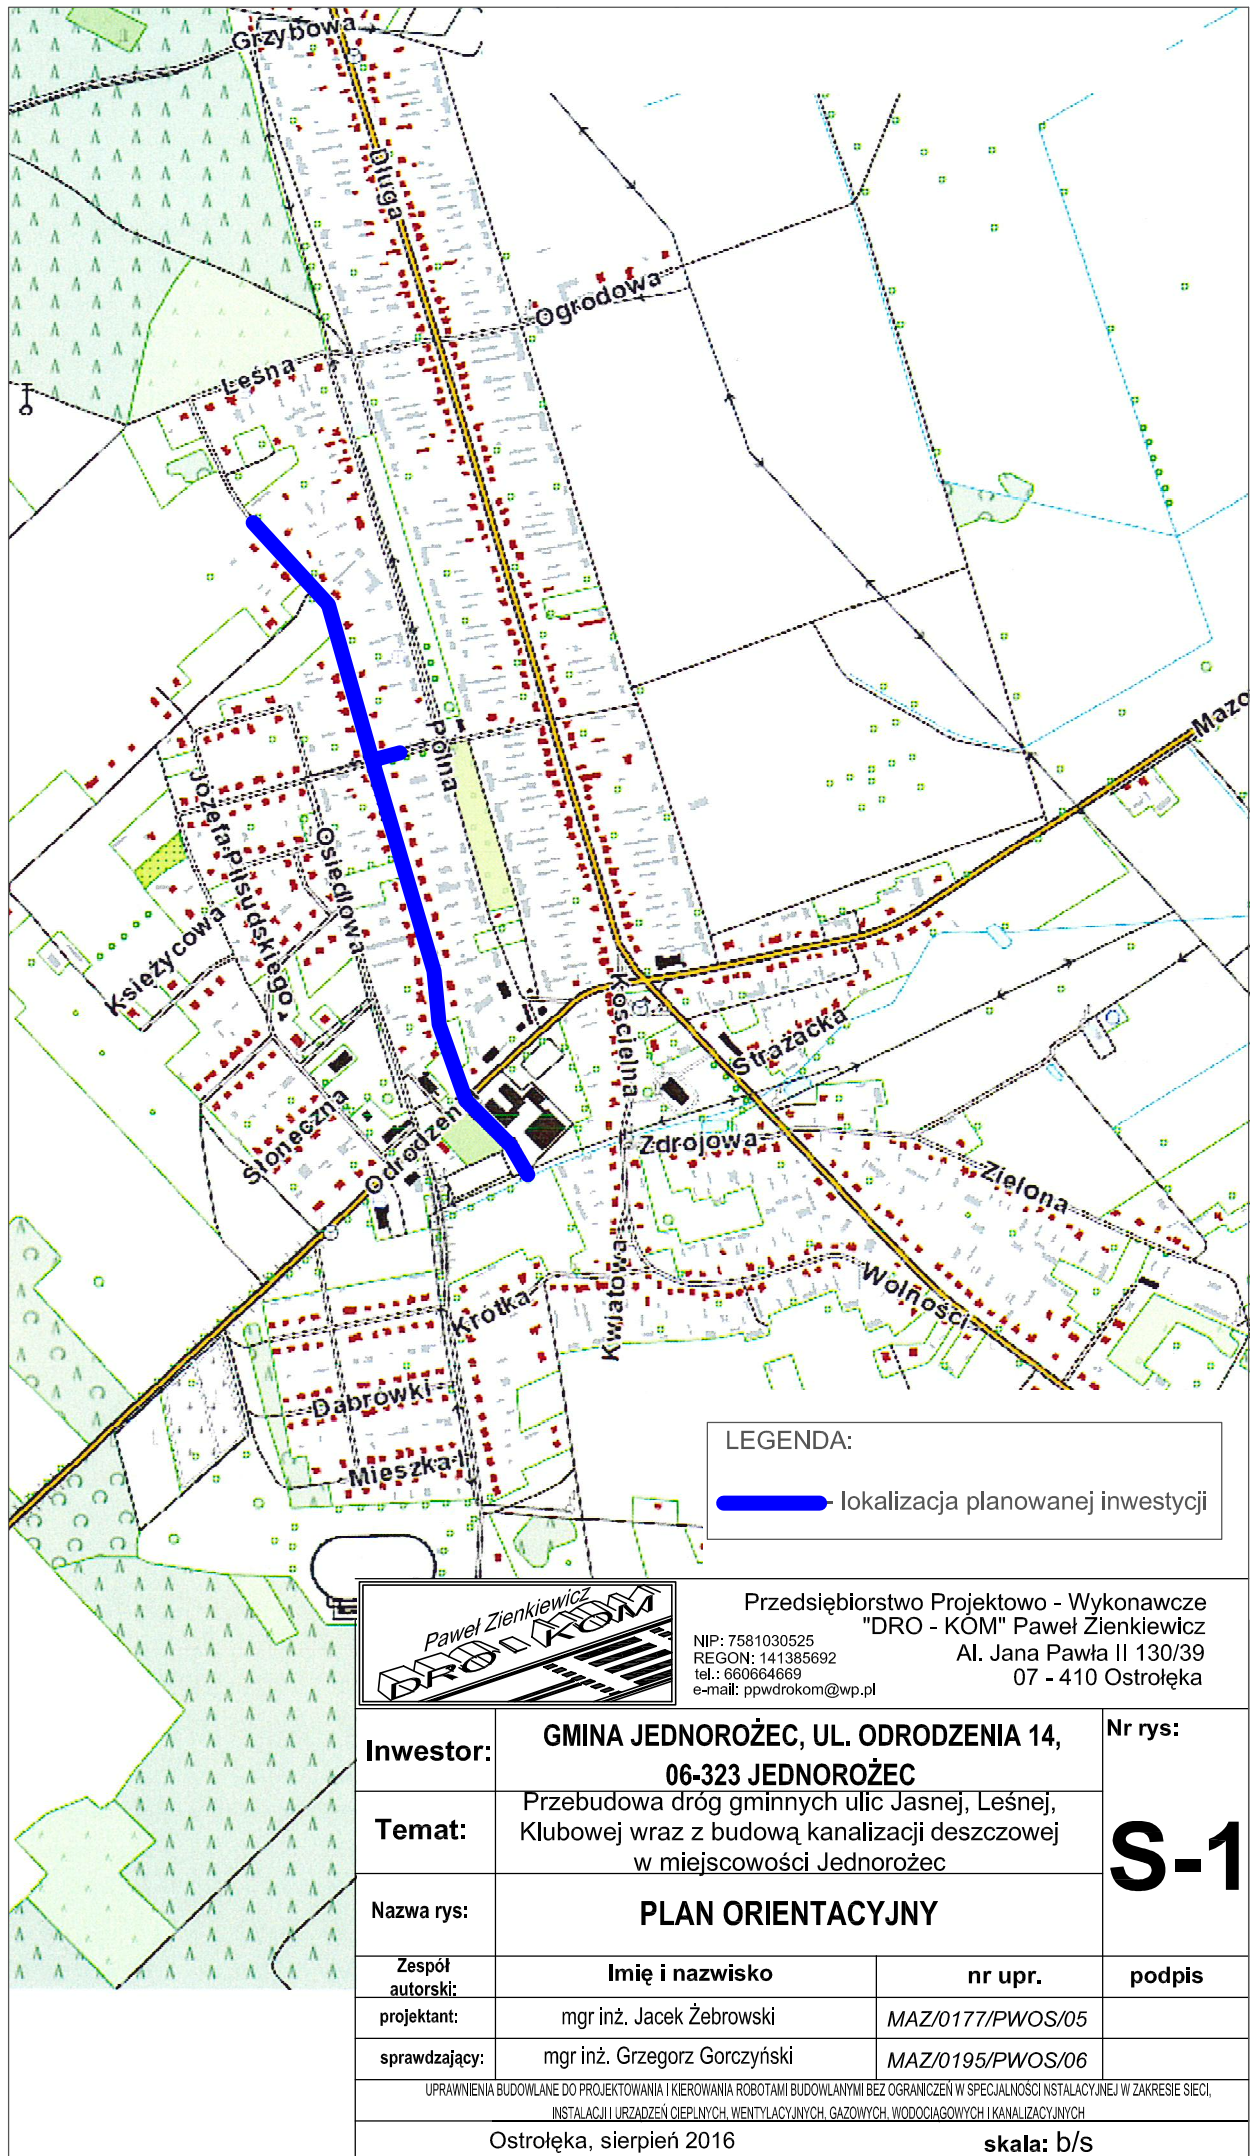 Grzybowa
Długa
Ogrodowa
Leśna
Polna
Mazo
Józefa Piłsudskiego
Osiedlowa
Księżycowa
Kościelna
Strażacka
Słoneczna
Odrodzeni
Zdrojowa
Zielona
Wolności
Kwiatowa
Krótka
Dąbrówki
Mieszka I
LEGENDA:
- lokalizacja planowanej inwestycji
Paweł Zienkiewicz
DRO - KOM
Przedsiębiorstwo Projektowo - Wykonawcze
"DRO - KOM" Paweł Zienkiewicz
Al. Jana Pawła II 130/39
07 - 410 Ostrołęka
NIP: 7581030525
REGON: 141385692
tel.: 660664669
e-mail: ppwdrokom@wp.pl
Inwestor:
GMINA JEDNOROŻEC, UL. ODRODZENIA 14,
06-323 JEDNOROŻEC
Nr rys:
S-1
Temat:
Przebudowa dróg gminnych ulic Jasnej, Leśnej,
Klubowej wraz z budową kanalizacji deszczowej
w miejscowości Jednorożec
Nazwa rys:
PLAN ORIENTACYJNY
Zespół
autorski:
Imię i nazwisko
nr upr.
podpis
projektant:
mgr inż. Jacek Żebrowski
MAZ/0177/PWOS/05
sprawdzający:
mgr inż. Grzegorz Gorczyński
MAZ/0195/PWOS/06
UPRAWNIENIA BUDOWLANE DO PROJEKTOWANIA I KIEROWANIA ROBOTAMI BUDOWLANYMI BEZ OGRANICZEŃ W SPECJALNOŚCI NSTALACYJNEJ W ZAKRESIE SIECI,
INSTALACJI I URZĄDZEŃ CIEPLNYCH, WENTYLACYJNYCH, GAZOWYCH, WODOCIĄGOWYCH I KANALIZACYJNYCH
Ostrołęka, sierpień 2016
skala: b/s